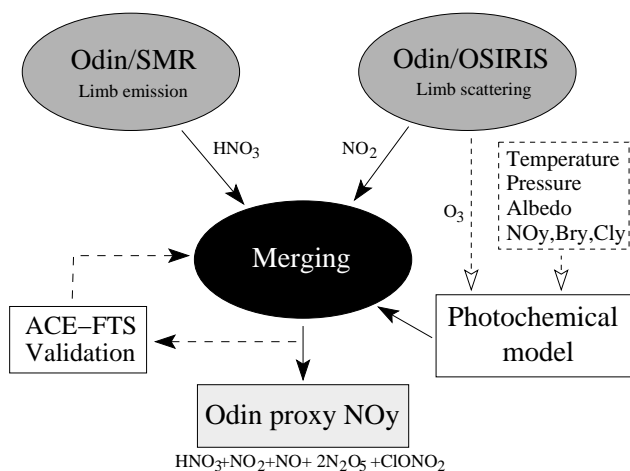 Odin/SMR
Limb emission
Odin/OSIRIS
Limb scattering
HNO₃
NO₂
O₃
Temperature
Pressure
Albedo
NOy,Bry,Cly
Merging
ACE−FTS
Validation
Photochemical
model
Odin proxy NOy
HNO₃+NO₂+NO+ 2N₂O₅ +ClONO₂